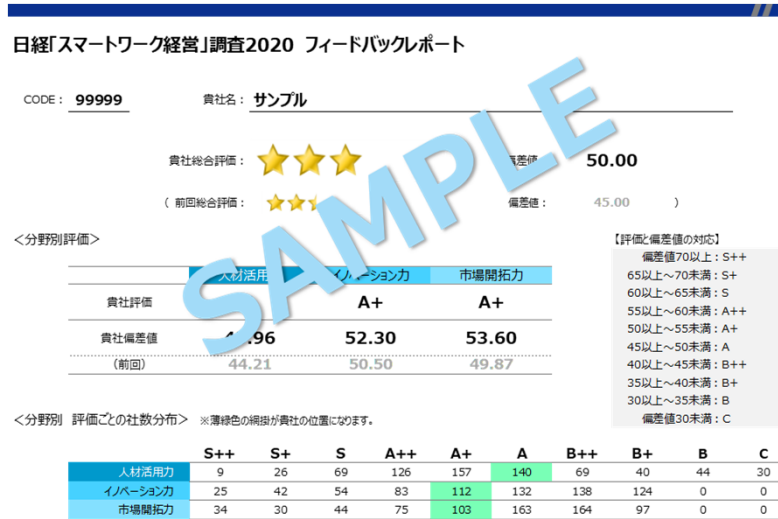 日経「スマートワーク経営」調査2020 フィードバックレポート
CODE： 99999 貴社名： サンプル
貴社総合評価： 50.00
（ 前回総合評価： 偏差値： 45.00 ）
SAMPLE
＜分野別評価＞
市場開拓力
貴社評価 A+ A+
貴社偏差値 52.30 53.60
（前回） 44.21 50.50 49.87
【評価と偏差値の対応】
偏差値70以上：S++
65以上～70未満：S+
60以上～65未満：S
55以上～60未満：A++
50以上～55未満：A+
45以上～50未満：A
40以上～45未満：B++
35以上～40未満：B+
30以上～35未満：B
偏差値30未満：C
＜分野別 評価ごとの社数分布＞ ※薄緑色の網掛が貴社の位置になります。
S++ S+ S A++ A+ A B++ B+ B C
人材活用力 9 26 69 126 157 140 69 40 44 30
イノベーション力 25 42 54 83 112 132 138 124 0 0
市場開拓力 34 30 44 75 103 163 164 97 0 0